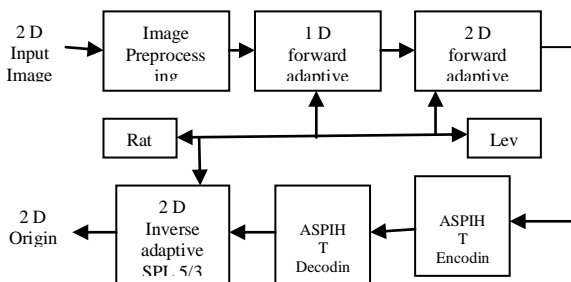 2 D
Input
Image
Image
Preprocess
ing
1 D
forward
adaptive
2 D
forward
adaptive
Rat
Lev
2 D
Origin
2 D
Inverse
adaptive
SPL 5/3
ASPIH
T
Decodin
ASPIH
T
Encodin